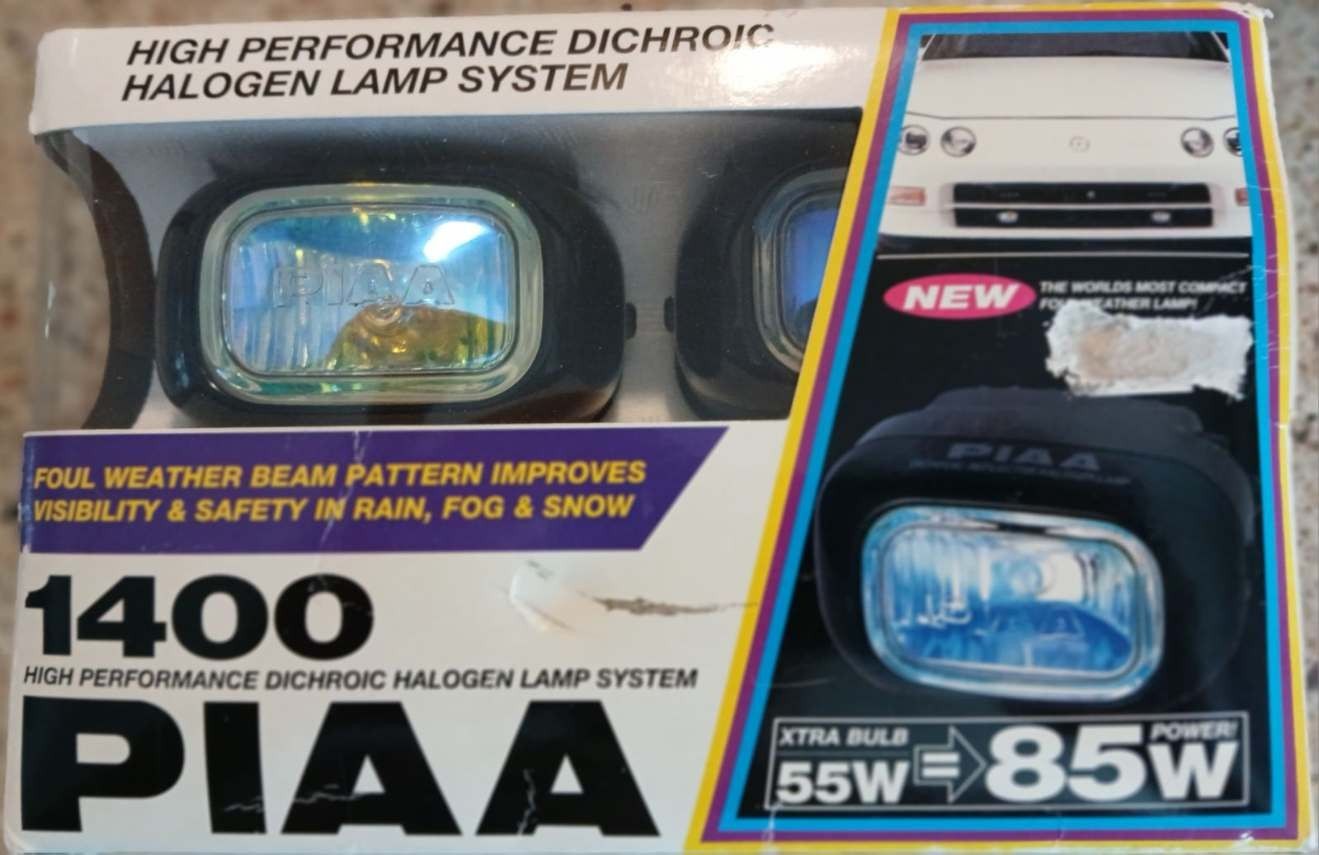 HIGH PERFORMANCE DICHROIC
HALOGEN LAMP SYSTEM
PIAA
FOUL WEATHER BEAM PATTERN IMPROVES
VISIBILITY & SAFETY IN RAIN, FOG & SNOW
1400
HIGH PERFORMANCE DICHROIC HALOGEN LAMP SYSTEM
PIAA
NEW
THE WORLDS MOST COMPACT
FOUL WEATHER LAMP!
PIAA
XTRA BULB
55W
=
85W
POWER!